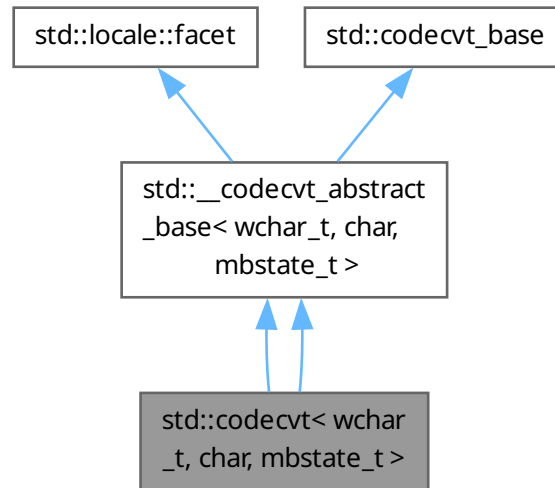 std::locale::facet
std::codecvt_base
std::__codecvt_abstract
_base< wchar_t, char,
mbstate_t >
std::codecvt< wchar
_t, char, mbstate_t >